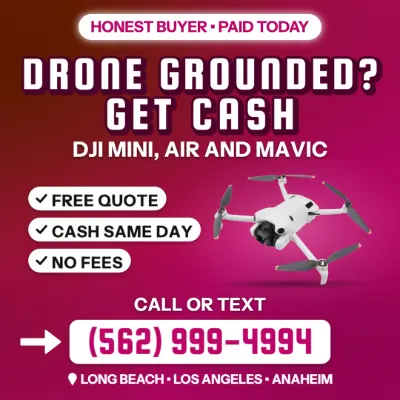 HONEST BUYER • PAID TODAY
DRONE GROUNDED?
GET CASH
DJI MINI, AIR AND MAVIC
✓ FREE QUOTE
✓ CASH SAME DAY
✓ NO FEES
CALL OR TEXT
(562) 999-4994
LONG BEACH • LOS ANGELES • ANAHEIM